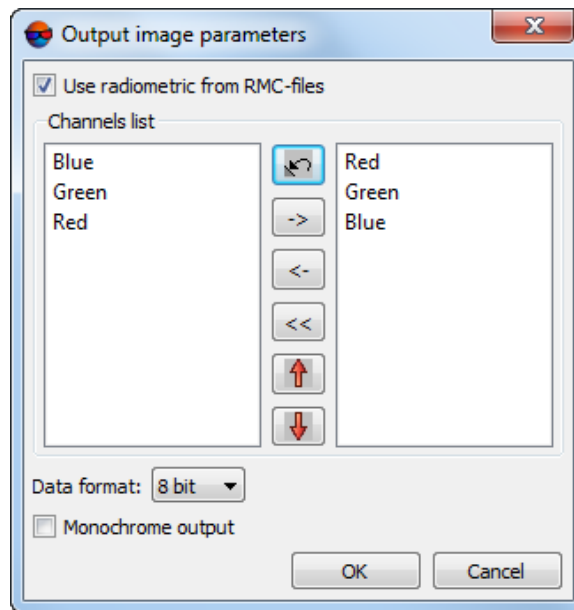 Output image parameters
x
Use radiometric from RMC-files
Channels list
Blue
Green
Red
->
<-
<<
Red
Green
Blue
Data format: 8 bit
Monochrome output
OK Cancel